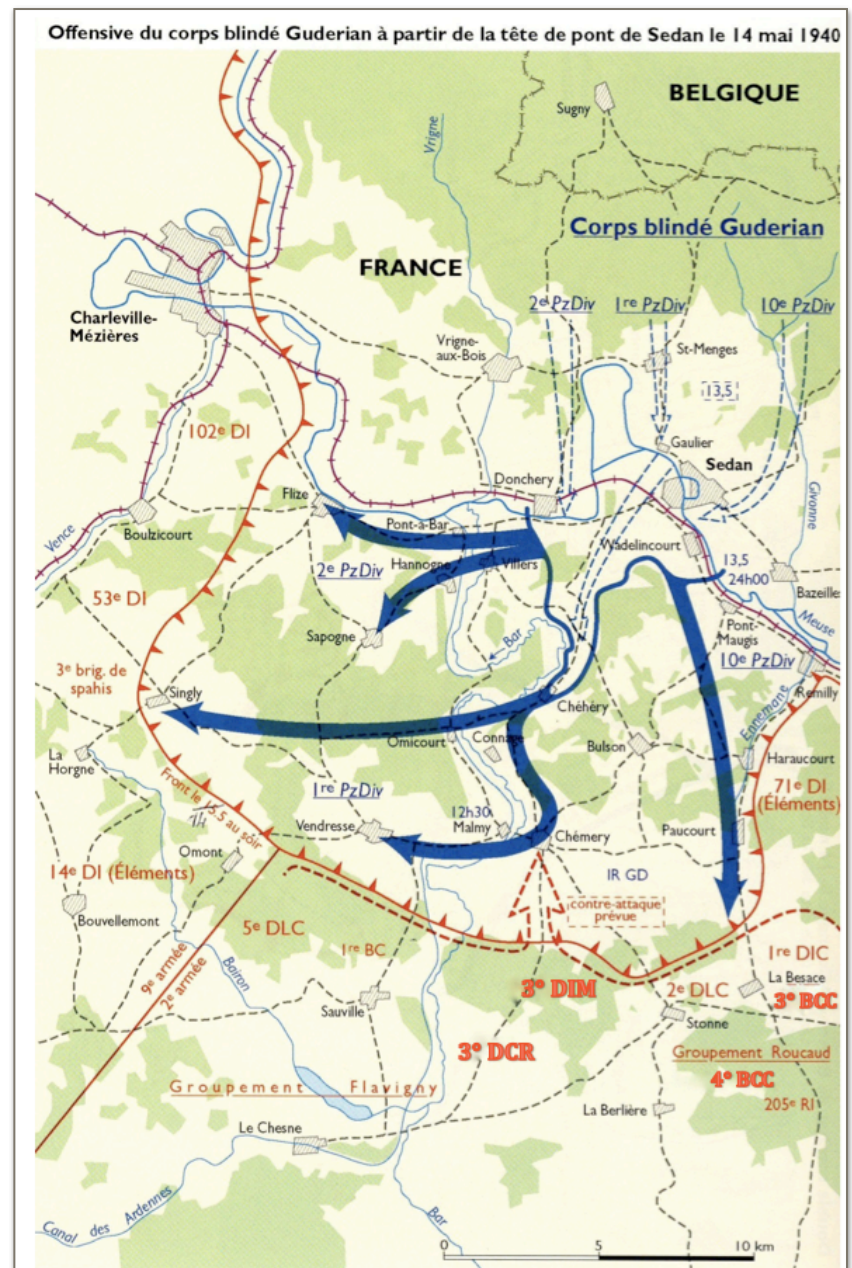 Offensive du corps blindé Guderian à partir de la tête de pont de Sedan le 14 mai 1940
BELGIQUE
Sugny
Vrigne
Corps blindé Guderian
FRANCE
2e PzDiv
1re PzDiv
10e PzDiv
Charleville-
Mézières
Vrigne-
aux-Bois
St-Menges
13,5
102e DI
Gaulier
Sedan
Donchery
Flize
Givonne
Pont-à-Bar
Boulzicourt
Vence
Wadelincourt
13,5
24h00
2e PzDiv
Hannogne
Villers
Bazeille
53e DI
Meuse
Pont-
Maugis
Sapogne
Bar
10e PzDiv
3e brig. de
spahis
Singly
Remilly
Chéhéry
Ennemane
Omicourt
Connage
Bulson
La
Horgne
Haraucourt
Front le 15.5 au soir
14
71e DI
(Éléments)
1re PzDiv
12h30
Malmy
Vendresse
Chémery
Raucourt
Omont
14e DI (Éléments)
IR GD
contre-attaque
prévue
Bouvellemont
5e DLC
1re BC
1re DIC
9e armée
2e armée
Bairon
3° DIM
2e DLC
La Besace
3° BCC
Sauville
Stonne
3° DCR
Groupement Roucaud
4° BCC
Groupement Flavigny
205e RI
La Berlière
Le Chesne
Canal des Ardennes
Bar
0 5 10 km